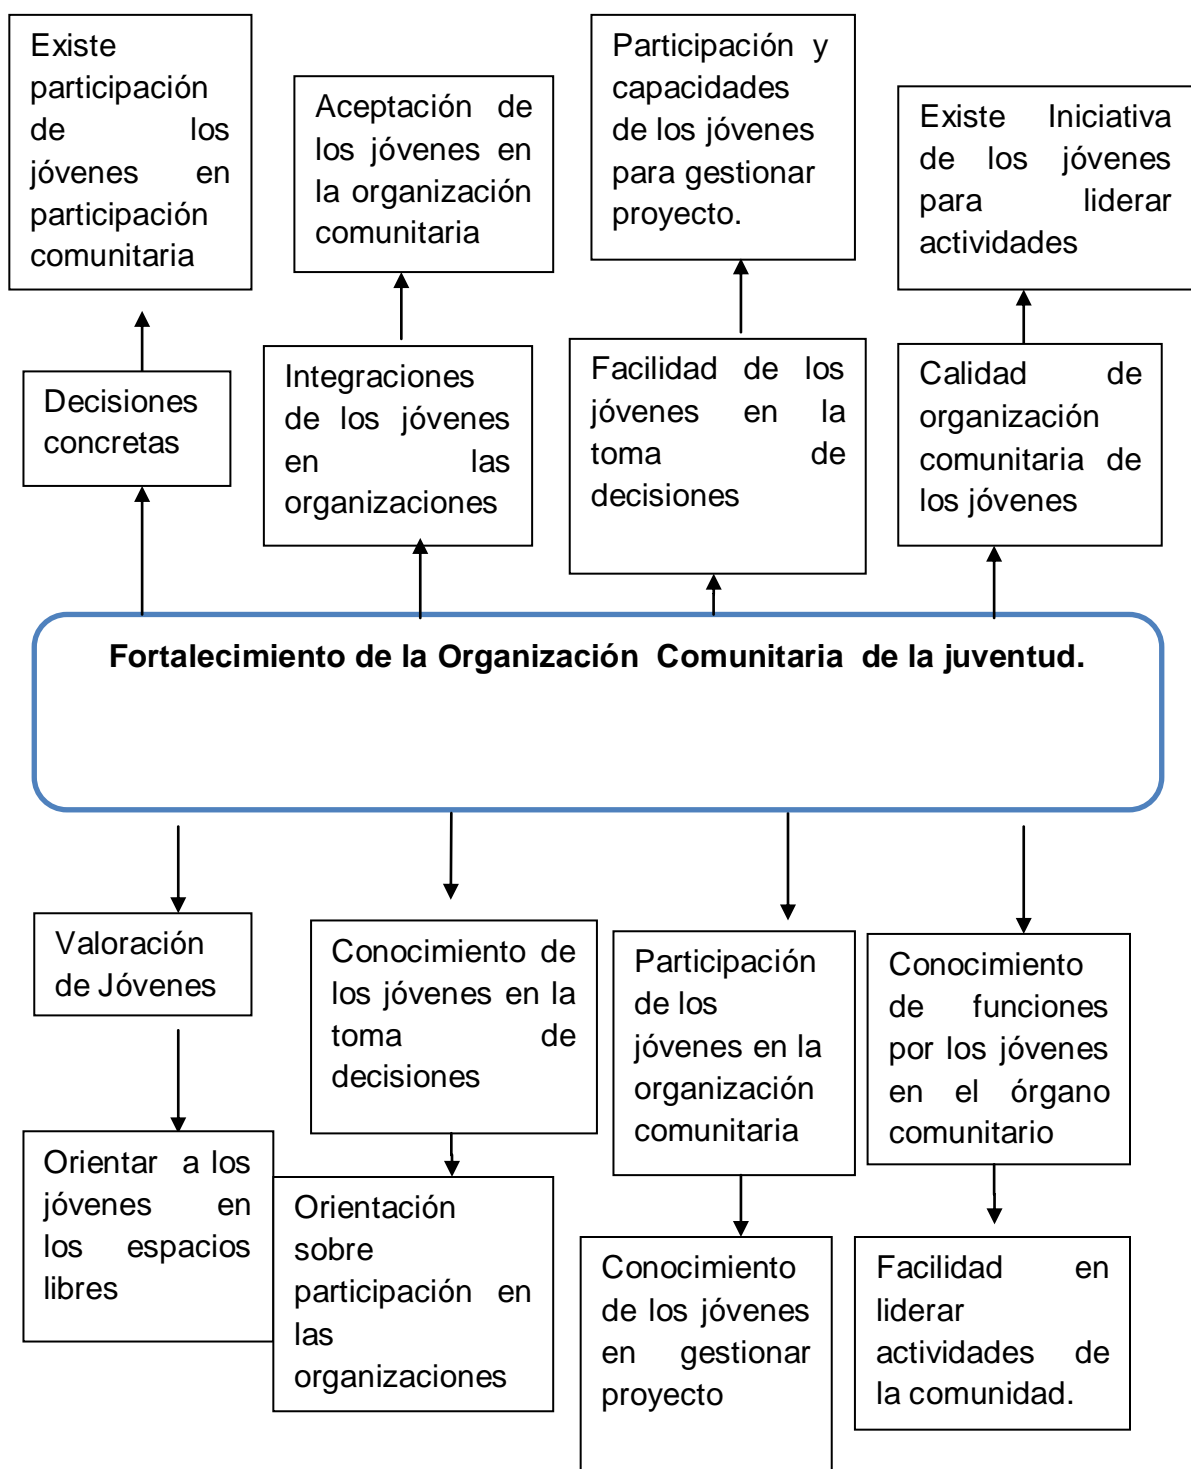 Existe
participación
de los
jóvenes en
participación
comunitaria
Aceptación de
los jóvenes en
la organización
comunitaria
Participación y
capacidades
de los jóvenes
para gestionar
proyecto.
Existe Iniciativa
de los jóvenes
para liderar
actividades
Decisiones
concretas
Integraciones
de los jóvenes
en las
organizaciones
Facilidad de los
jóvenes en la
toma de
decisiones
Calidad de
organización
comunitaria de
los jóvenes
Fortalecimiento de la Organización Comunitaria de la juventud.
Valoración
de Jóvenes
Conocimiento de
los jóvenes en la
toma de
decisiones
Participación
de los
jóvenes en la
organización
comunitaria
Conocimiento
de funciones
por los jóvenes
en el órgano
comunitario
Orientar a los
jóvenes en
los espacios
libres
Orientación
sobre
participación en
las
organizaciones
Conocimiento
de los jóvenes
en gestionar
proyecto
Facilidad en
liderar
actividades de
la comunidad.